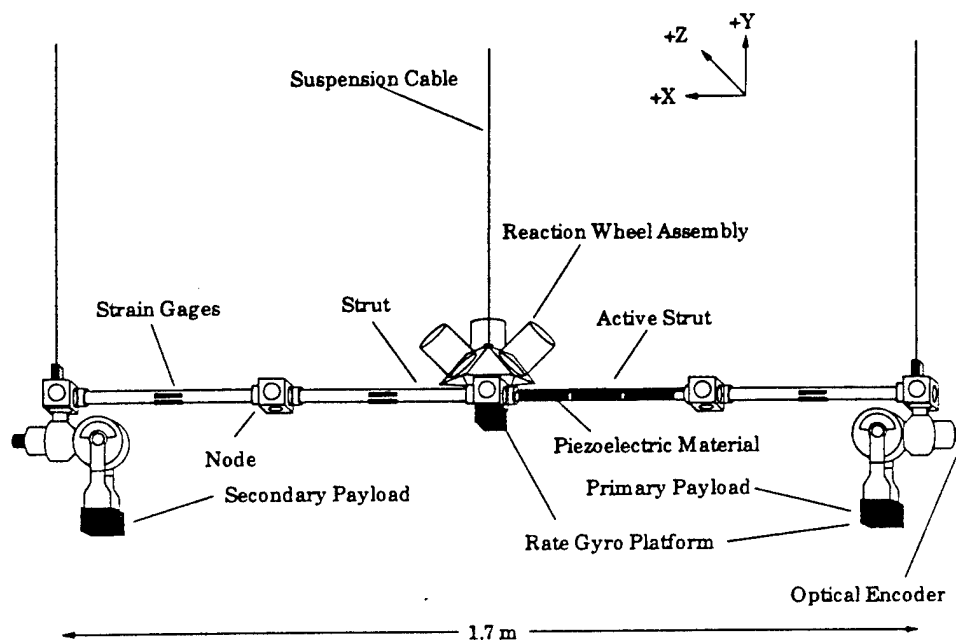 +Y
+Z
Suspension Cable
+X
Reaction Wheel Assembly
Strain Gages
Strut
Active Strut
Node
Piezoelectric Material
Secondary Payload
Primary Payload
Rate Gyro Platform
Optical Encoder
1.7 m